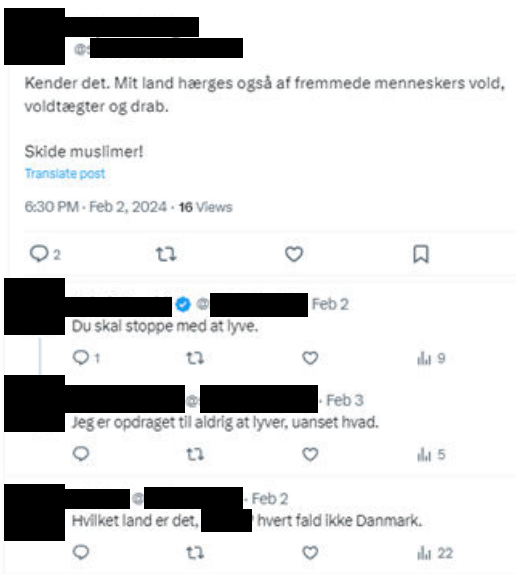 @
Kender det. Mit land hærges også af fremmede menneskers vold,
voldtægter og drab.
Skide muslimer!
Translate post
6:30 PM · Feb 2, 2024 · 16 Views
2
@ Feb 2
Du skal stoppe med at lyve.
1 9
@ · Feb 3
Jeg er opdraget til aldrig at lyver, uanset hvad.
5
@ · Feb 2
Hvilket land er det, hvert fald ikke Danmark.
22